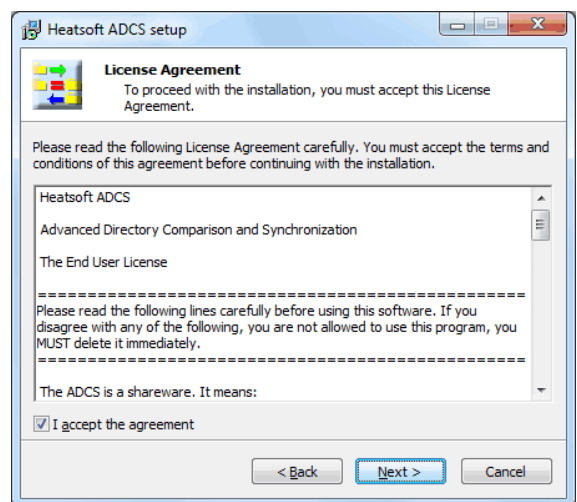 Heatsoft ADCS setup
License Agreement
To proceed with the installation, you must accept this License
Agreement.
Please read the following License Agreement carefully. You must accept the terms and
conditions of this agreement before continuing with the installation.
Heatsoft ADCS
Advanced Directory Comparison and Synchronization
The End User License
==========================================================
Please read the following lines carefully before using this software. If you
disagree with any of the following, you are not allowed to use this program, you
MUST delete it immediately.
==========================================================
The ADCS is a shareware. It means:
I accept the agreement
< Back Next > Cancel